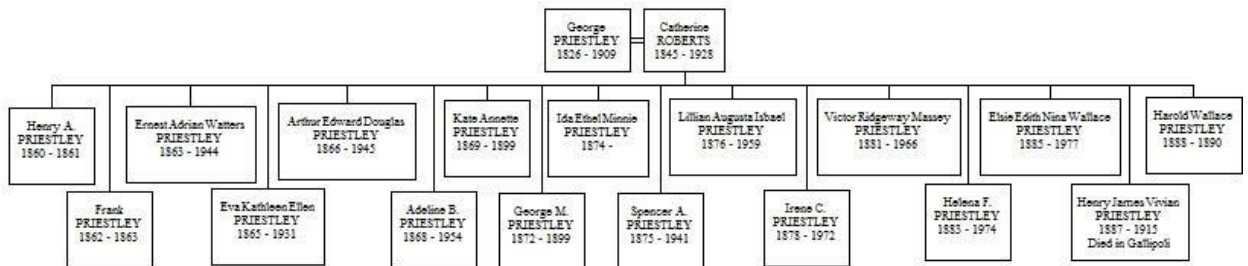 George
PRIESTLEY
1826 - 1909
Catherine
ROBERTS
1845 - 1928
Henry A.
PRIESTLEY
1860 - 1861
Ernest Adrian Watters
PRIESTLEY
1863 - 1944
Arthur Edward Douglas
PRIESTLEY
1866 - 1945
Kate Annette
PRIESTLEY
1869 - 1899
Ida Ethel Minnie
PRIESTLEY
1874 -
Lillian Augusta Isbael
PRIESTLEY
1876 - 1959
Victor Ridgeway Massey
PRIESTLEY
1881 - 1966
Elsie Edith Nina Wallace
PRIESTLEY
1885 - 1977
Harold Wallace
PRIESTLEY
1888 - 1890
Frank
PRIESTLEY
1862 - 1863
Eva Kathleen Ellen
PRIESTLEY
1865 - 1931
Adeline B.
PRIESTLEY
1868 - 1954
George M.
PRIESTLEY
1872 - 1899
Spencer A.
PRIESTLEY
1875 - 1941
Irene C.
PRIESTLEY
1878 - 1972
Helena F.
PRIESTLEY
1883 - 1974
Henry James Vivian
PRIESTLEY
1887 - 1915
Died in Gallipoli